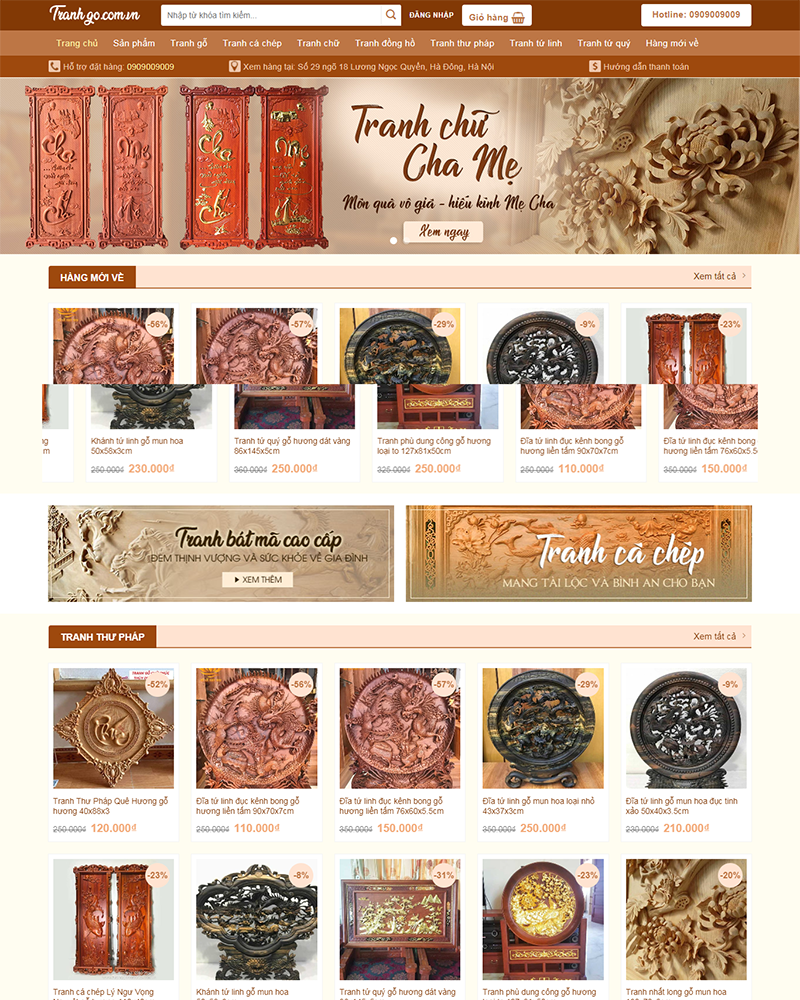 Tranh go.com.vn
Nhập từ khóa tìm kiếm...
ĐĂNG NHẬP
Giỏ hàng
Hotline: 0909009009
Trang chủ Sản phẩm Tranh gỗ Tranh cá chép Tranh chữ Tranh đồng hồ Tranh thư pháp Tranh tứ linh Tranh tứ quý Hàng mới về
Hỗ trợ đặt hàng: 0909009009
Xem hàng tại: Số 29 ngõ 18 Lương Ngọc Quyến, Hà Đông, Hà Nội
Hướng dẫn thanh toán
Tranh chữ
Cha Mẹ
Món quà vô giá - hiếu kính Mẹ Cha
Xem ngay
HÀNG MỚI VỀ
Xem tất cả
-56% -57% -29% -9% -23%
Khánh tứ linh gỗ mun hoa
50x58x3cm
250.000₫ 230.000₫
Tranh tứ quý gỗ hương dát vàng
86x145x5cm
360.000₫ 250.000₫
Tranh phù dung công gỗ hương
loại to 127x81x50cm
325.000₫ 250.000₫
Đĩa tứ linh đục kênh bong gỗ
hương liền tấm 90x70x7cm
250.000₫ 110.000₫
Đĩa tứ linh đục kênh bong
hương liền tấm 76x60x5.5
350.000₫ 150.000₫
Tranh bát mã cao cấp
ĐEM THỊNH VƯỢNG VÀ SỨC KHỎE VỀ GIA ĐÌNH
XEM THÊM
Tranh cá chép
MANG TÀI LỘC VÀ BÌNH AN CHO BẠN
TRANH THƯ PHÁP
Xem tất cả
-52% -56% -57% -29% -9%
Tranh Thư Pháp Quê Hương gỗ
hương 40x88x3
250.000₫ 120.000₫
Đĩa tứ linh đục kênh bong gỗ
hương liền tấm 90x70x7cm
250.000₫ 110.000₫
Đĩa tứ linh đục kênh bong gỗ
hương liền tấm 76x60x5.5cm
350.000₫ 150.000₫
Đĩa tứ linh gỗ mun hoa loại nhỏ
43x37x3cm
350.000₫ 250.000₫
Đĩa tứ linh gỗ mun hoa đục tinh
xảo 50x40x3.5cm
230.000₫ 210.000₫
-23% -8% -31% -23% -20%
Tranh cá chép Lý Ngư Vọng
Khánh tứ linh gỗ mun hoa
Tranh tứ quý gỗ hương dát vàng
Tranh phù dung công gỗ hương
Tranh nhất long gỗ mun hoa